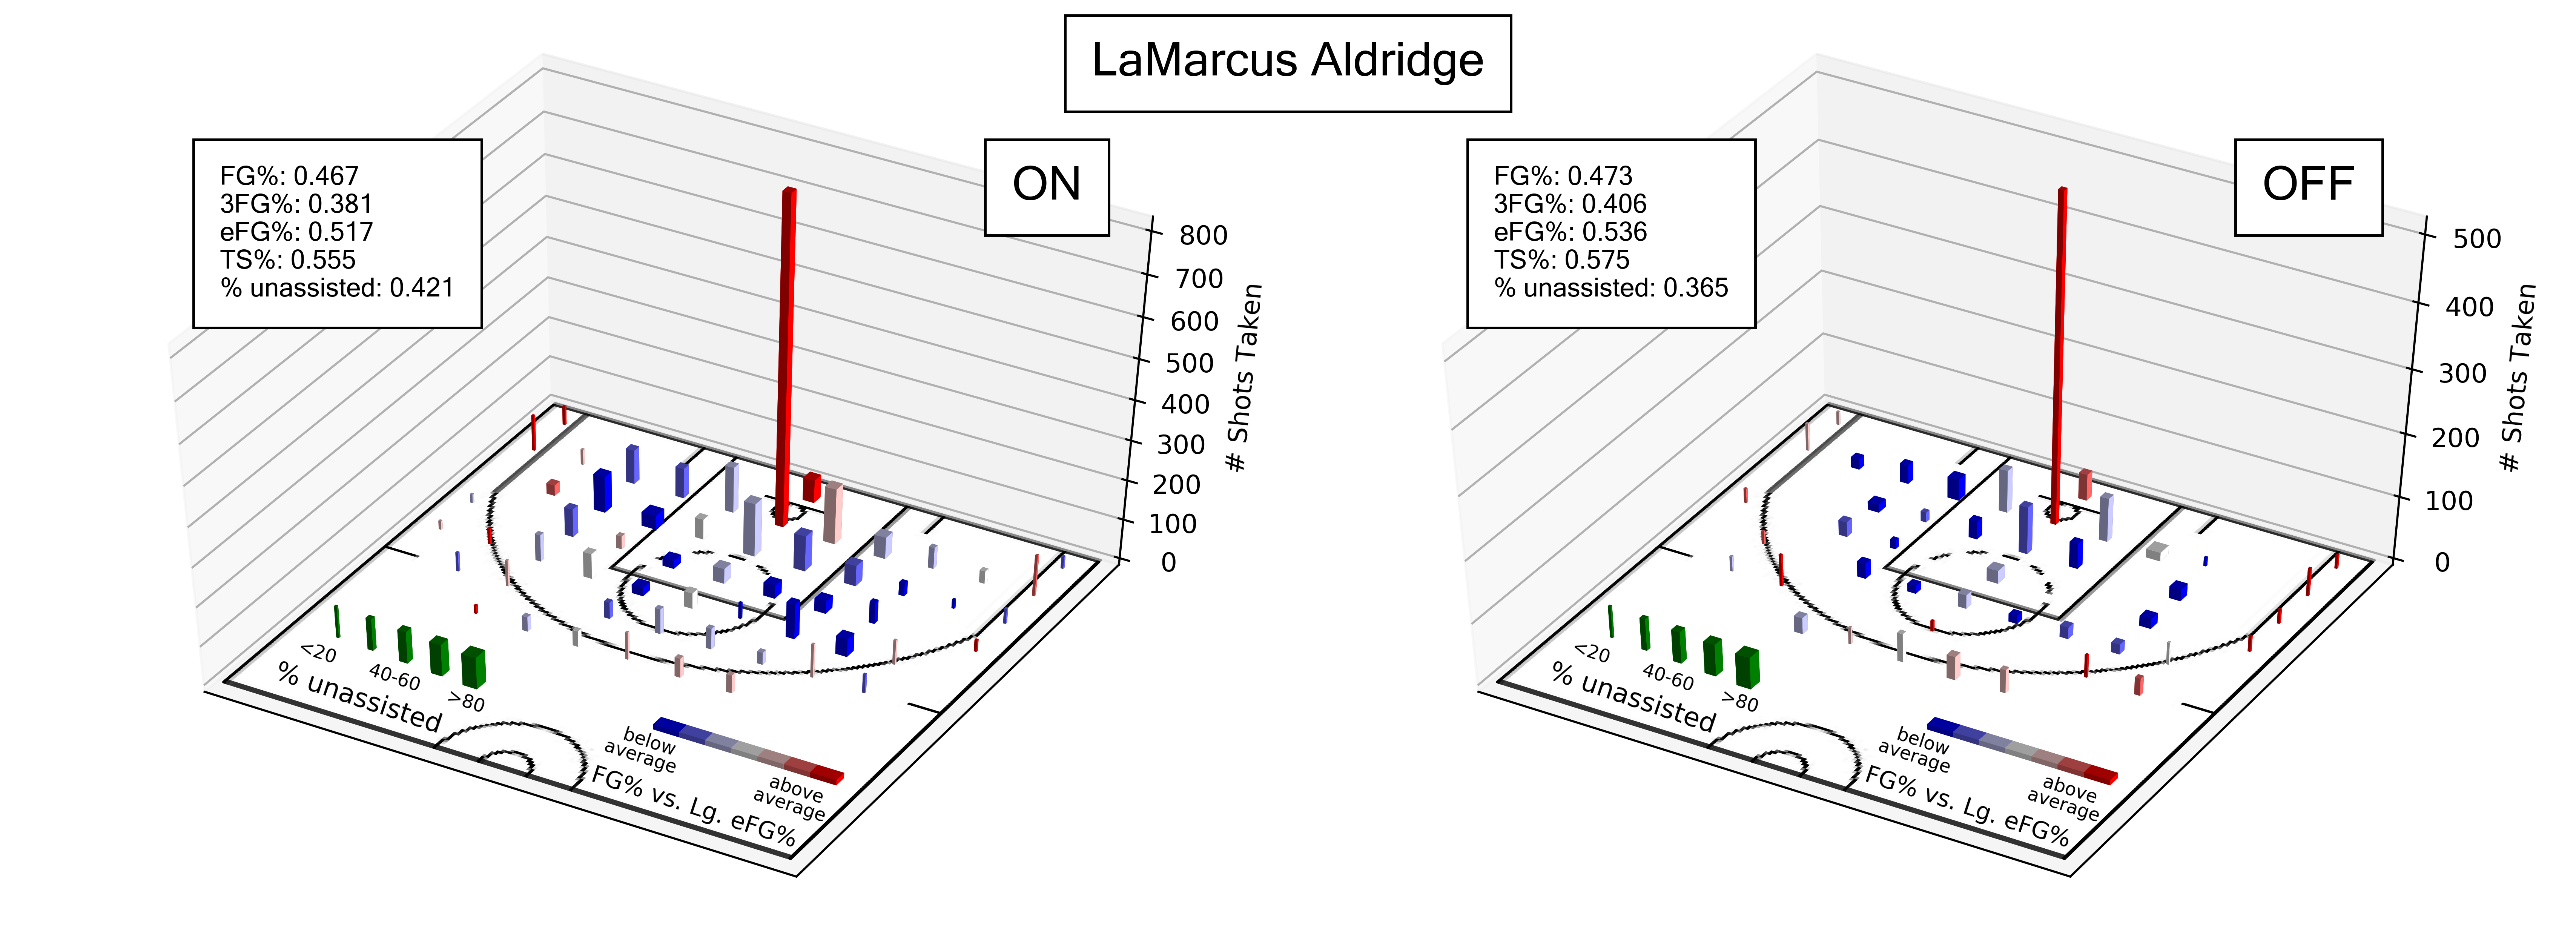 LaMarcus Aldridge
FG%: 0.467
3FG%: 0.381
eFG%: 0.517
TS%: 0.555
% unassisted: 0.421
ON
800
700
600
500
400
300
200
100
0
# Shots Taken
<20
40-60
>80
% unassisted
below
average
above
average
FG% vs. Lg. eFG%
FG%: 0.473
3FG%: 0.406
eFG%: 0.536
TS%: 0.575
% unassisted: 0.365
OFF
500
400
300
200
100
0
# Shots Taken
<20
40-60
>80
% unassisted
below
average
above
average
FG% vs. Lg. eFG%